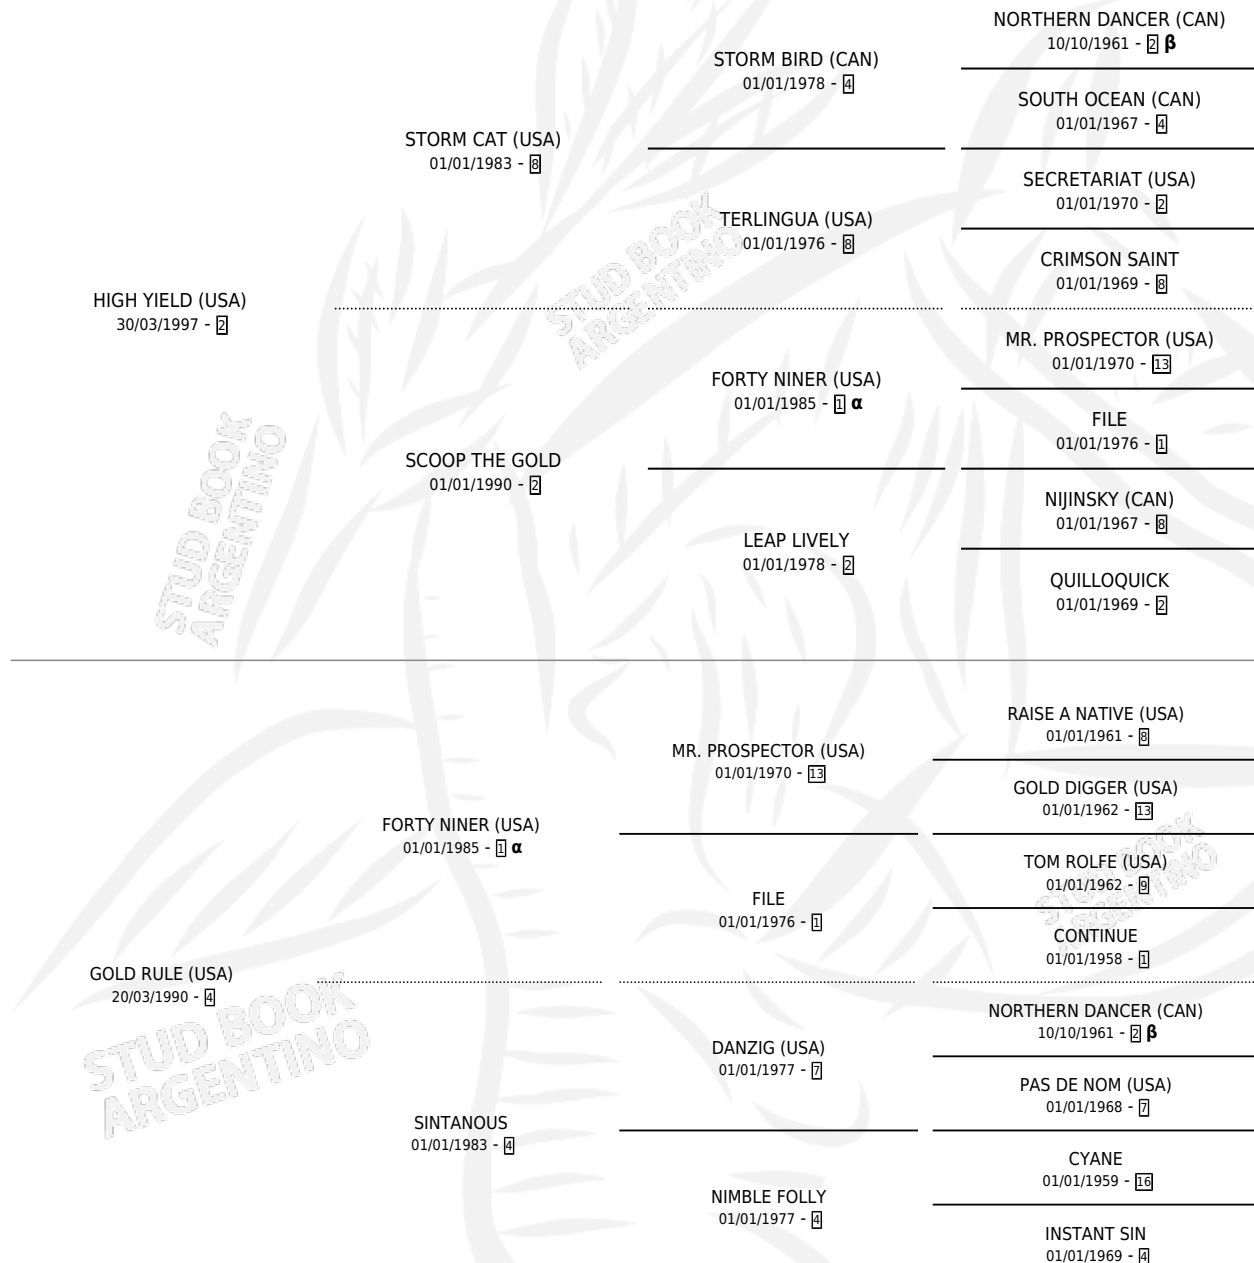 NORTHERN DANCER (CAN)
10/10/1961 - 2 β
STORM BIRD (CAN)
01/01/1978 - 4
SOUTH OCEAN (CAN)
01/01/1967 - 4
STORM CAT (USA)
01/01/1983 - 8
SECRETARIAT (USA)
01/01/1970 - 2
TERLINGUA (USA)
01/01/1976 - 8
CRIMSON SAINT
01/01/1969 - 8
HIGH YIELD (USA)
30/03/1997 - 2
MR. PROSPECTOR (USA)
01/01/1970 - 13
FORTY NINER (USA)
01/01/1985 - 1 α
FILE
01/01/1976 - 1
SCOOP THE GOLD
01/01/1990 - 2
NIJINSKY (CAN)
01/01/1967 - 8
LEAP LIVELY
01/01/1978 - 2
QUILLOQUICK
01/01/1969 - 2
RAISE A NATIVE (USA)
01/01/1961 - 8
MR. PROSPECTOR (USA)
01/01/1970 - 13
GOLD DIGGER (USA)
01/01/1962 - 13
FORTY NINER (USA)
01/01/1985 - 1 α
TOM ROLFE (USA)
01/01/1962 - 9
FILE
01/01/1976 - 1
CONTINUE
01/01/1958 - 1
GOLD RULE (USA)
20/03/1990 - 4
NORTHERN DANCER (CAN)
10/10/1961 - 2 β
DANZIG (USA)
01/01/1977 - 7
PAS DE NOM (USA)
01/01/1968 - 7
SINTANOUS
01/01/1983 - 4
CYANE
01/01/1959 - 16
NIMBLE FOLLY
01/01/1977 - 4
INSTANT SIN
01/01/1969 - 4
STUD BOOK
ARGENTINO
STUD BOOK
ARGENTINO
STUD BOOK
ARGENTINO
STUD BOOK
ARGENTINO